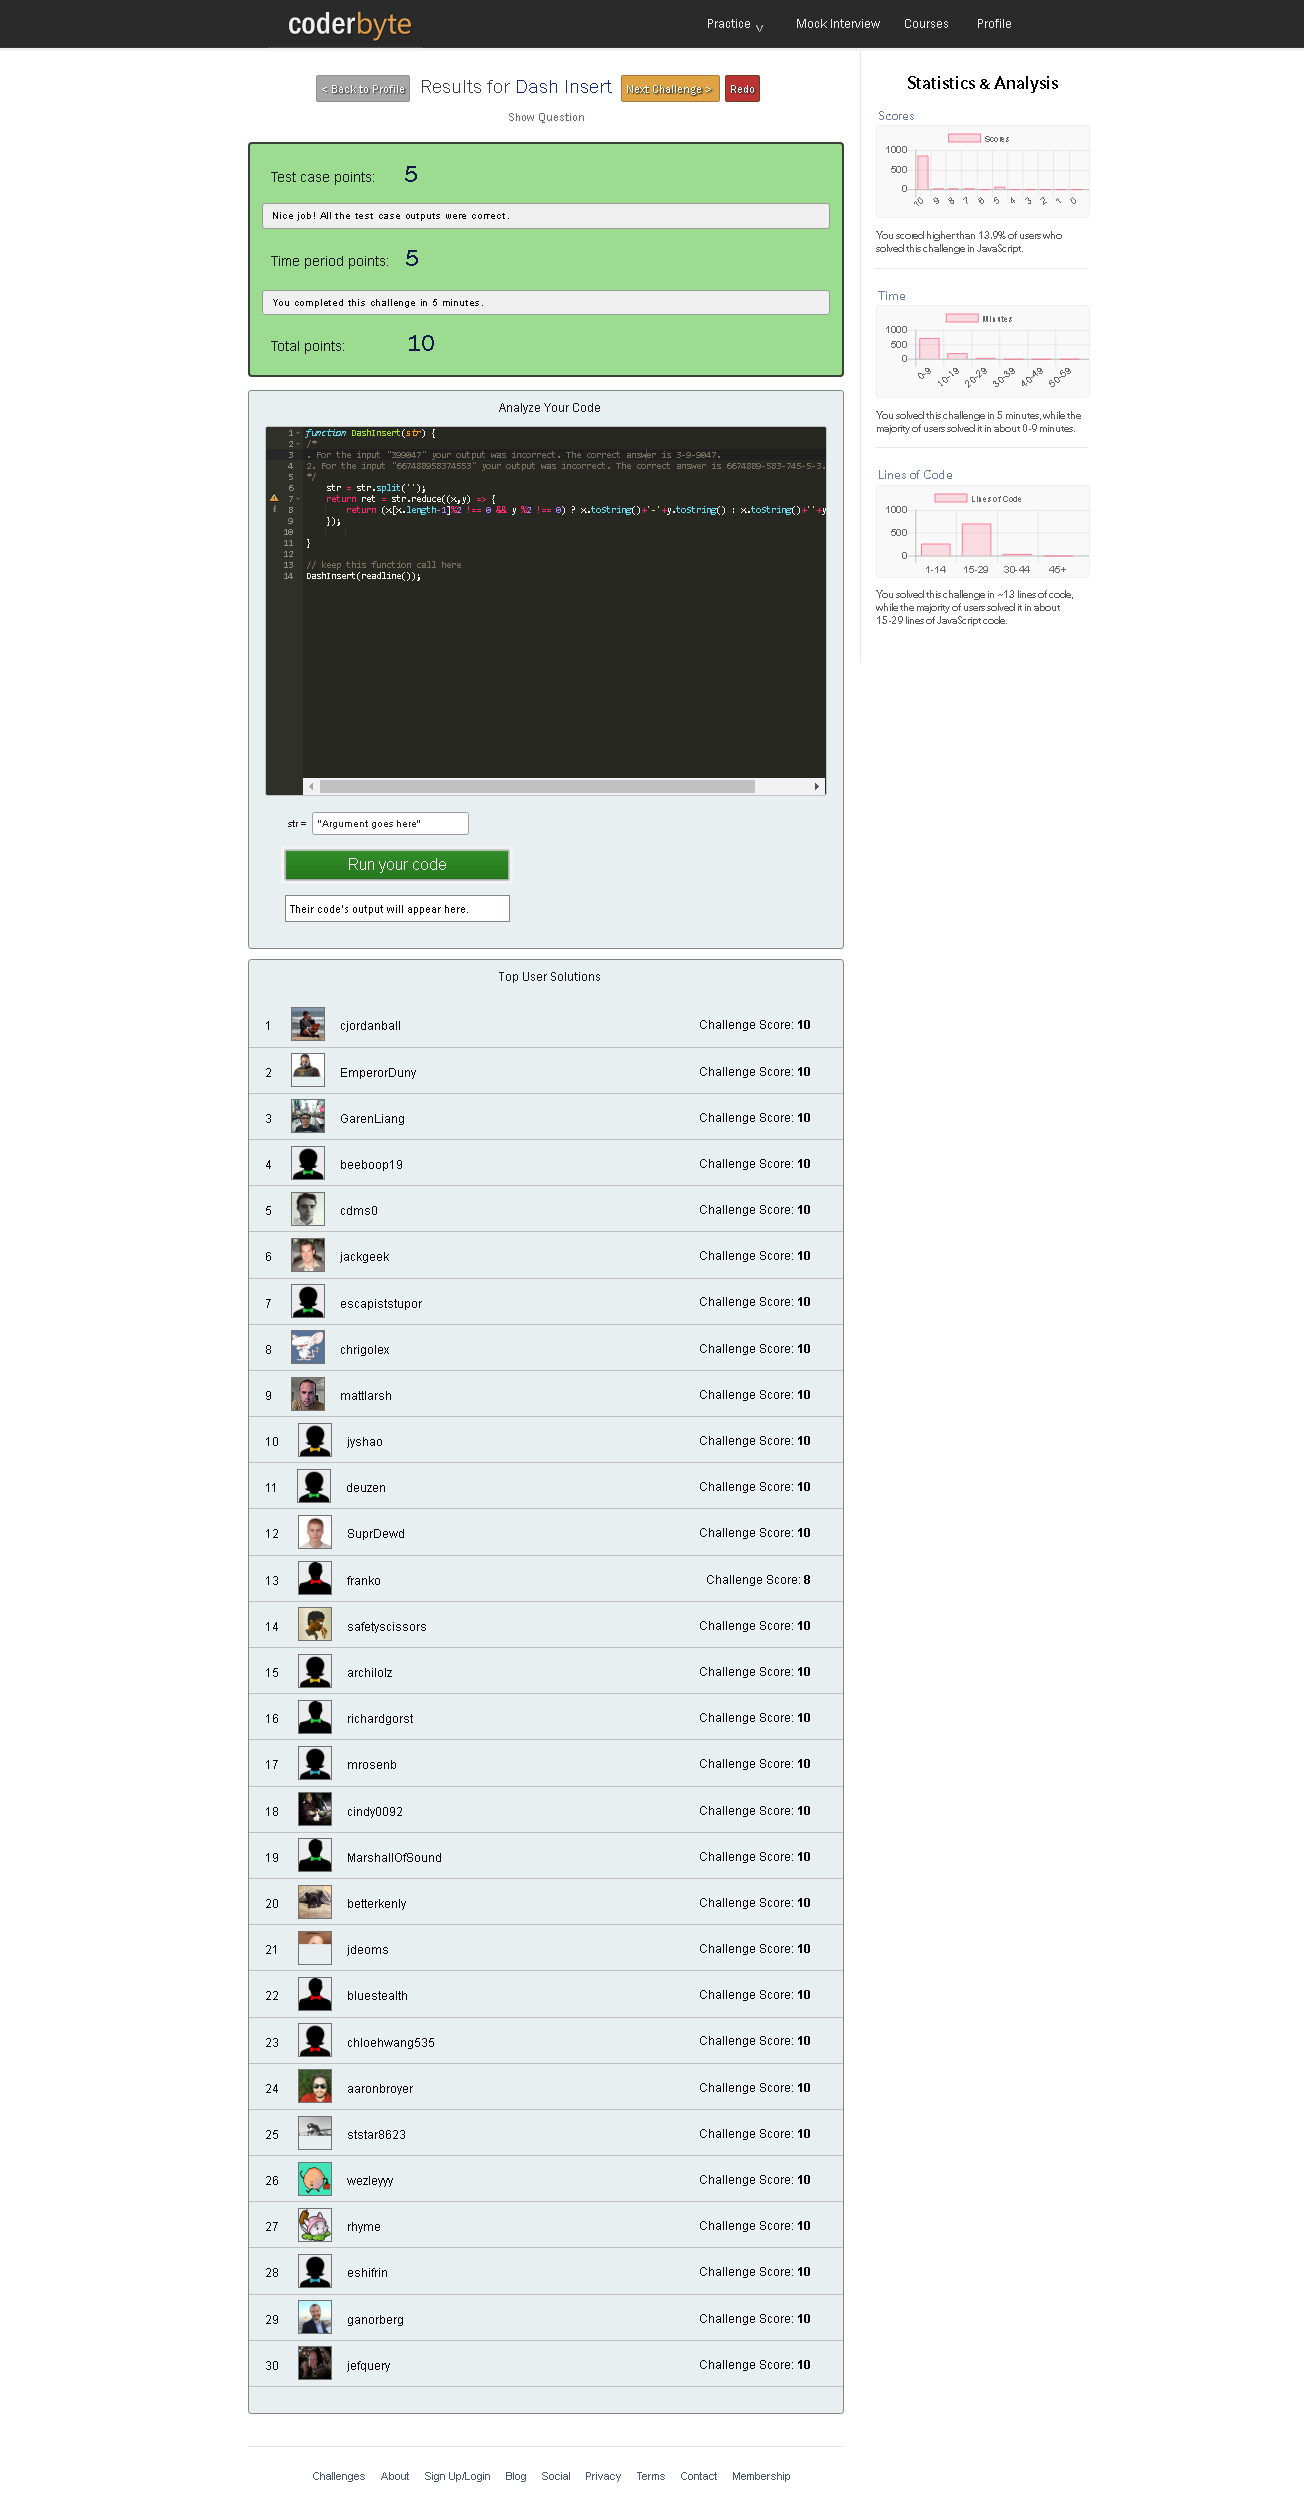 coderbyte
Practice v Mock Interview Courses Profile
< Back to Profile Results for Dash Insert Next Challenge > Redo
Show Question
Test case points: 5
Nice job! All the test case outputs were correct.
Time period points: 5
You completed this challenge in 5 minutes.
Total points: 10
Analyze Your Code
1 function DashInsert(str) {
2 /*
3 . For the input "399047" your output was incorrect. The correct answer is 3-9-9047.
4 2. For the input "667488958374553" your output was incorrect. The correct answer is 6674889-583-745-5-3.
5 */
6 str = str.split('');
7 return ret = str.reduce((x,y) => {
8 return (x[x.length-1]%2 !== 0 && y %2 !== 0) ? x.toString()+'-'+y.toString() : x.toString()+''+y
9 });
10
11 }
12
13 // keep this function call here
14 DashInsert(readline());
str = "Argument goes here"
Run your code
Their code's output will appear here.
Top User Solutions
1 cjordanball Challenge Score: 10
2 EmperorDuny Challenge Score: 10
3 GarenLiang Challenge Score: 10
4 beeboop19 Challenge Score: 10
5 cdms0 Challenge Score: 10
6 jackgeek Challenge Score: 10
7 escapiststupor Challenge Score: 10
8 chrigolex Challenge Score: 10
9 mattlarsh Challenge Score: 10
10 jyshao Challenge Score: 10
11 deuzen Challenge Score: 10
12 SuprDewd Challenge Score: 10
13 franko Challenge Score: 8
14 safetyscissors Challenge Score: 10
15 archilolz Challenge Score: 10
16 richardgorst Challenge Score: 10
17 mrosenb Challenge Score: 10
18 cindy0092 Challenge Score: 10
19 MarshallOfSound Challenge Score: 10
20 betterkenly Challenge Score: 10
21 jdeoms Challenge Score: 10
22 bluestealth Challenge Score: 10
23 chloehwang535 Challenge Score: 10
24 aaronbroyer Challenge Score: 10
25 ststar8623 Challenge Score: 10
26 wezleyyy Challenge Score: 10
27 rhyme Challenge Score: 10
28 eshifrin Challenge Score: 10
29 ganorberg Challenge Score: 10
30 jefquery Challenge Score: 10
Statistics & Analysis
Scores
Scores
1000
500
0
10 9 8 7 6 5 4 3 2 1 0
You scored higher than 13.9% of users who
solved this challenge in JavaScript.
Time
Minutes
1000
500
0
0-9 10-19 20-29 30-39 40-49 50-59
You solved this challenge in 5 minutes, while the
majority of users solved it in about 0-9 minutes.
Lines of Code
Lines of Code
1000
500
0
1-14 15-29 30-44 45+
You solved this challenge in ~13 lines of code,
while the majority of users solved it in about
15-29 lines of JavaScript code.
Challenges About Sign Up/Login Blog Social Privacy Terms Contact Membership